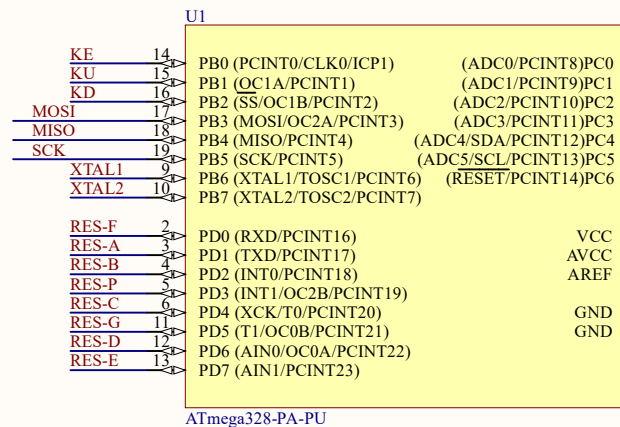 U1
KE 14 PB0 (PCINT0/CLK0/ICP1) (ADC0/PCINT8)PC0
KU 15 PB1 (OC1A/PCINT1) (ADC1/PCINT9)PC1
KD 16 PB2 (SS/OC1B/PCINT2) (ADC2/PCINT10)PC2
MOSI 17 PB3 (MOSI/OC2A/PCINT3) (ADC3/PCINT11)PC3
MISO 18 PB4 (MISO/PCINT4) (ADC4/SDA/PCINT12)PC4
SCK 19 PB5 (SCK/PCINT5) (ADC5/SCL/PCINT13)PC5
XTAL1 9 PB6 (XTAL1/TOSC1/PCINT6) (RESET/PCINT14)PC6
XTAL2 10 PB7 (XTAL2/TOSC2/PCINT7)
RES-F 2 PD0 (RXD/PCINT16) VCC
RES-A 3 PD1 (TXD/PCINT17) AVCC
RES-B 4 PD2 (INT0/PCINT18) AREF
RES-P 5 PD3 (INT1/OC2B/PCINT19)
RES-C 6 PD4 (XCK/T0/PCINT20) GND
RES-G 11 PD5 (T1/OC0B/PCINT21) GND
RES-D 12 PD6 (AIN0/OC0A/PCINT22)
RES-E 13 PD7 (AIN1/PCINT23)
ATmega328-PA-PU